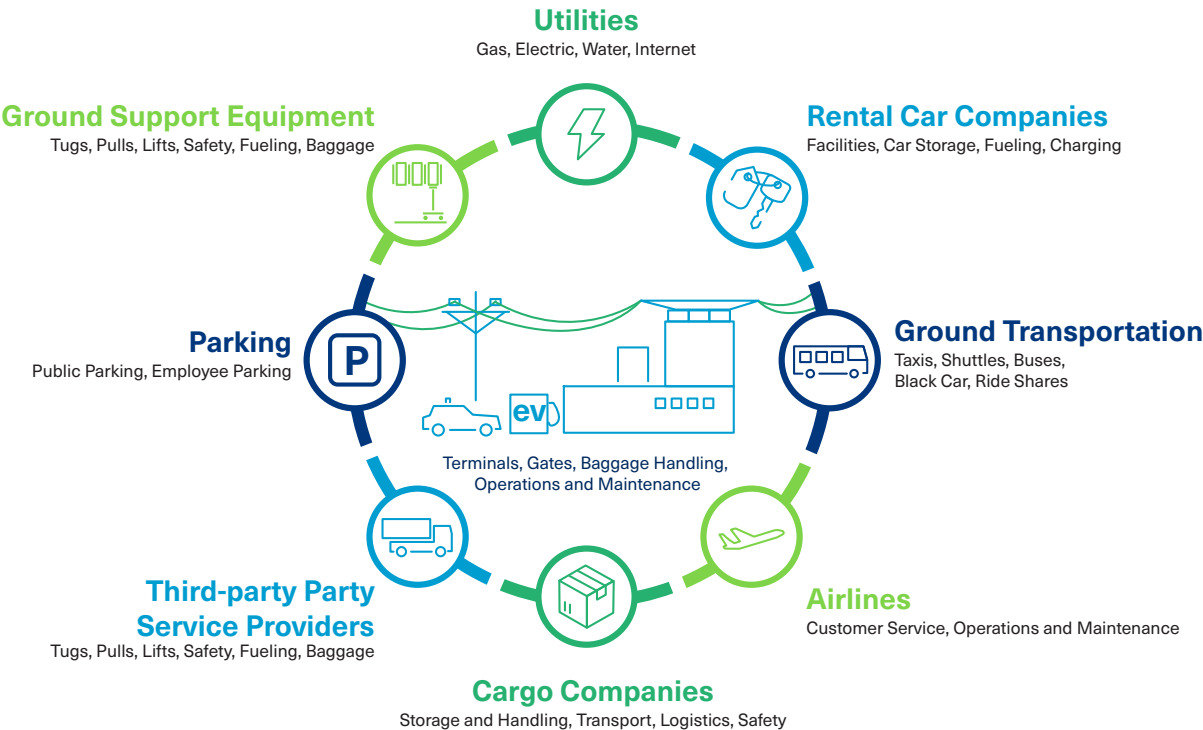 Utilities
Gas, Electric, Water, Internet
Ground Support Equipment
Tugs, Pulls, Lifts, Safety, Fueling, Baggage
Rental Car Companies
Facilities, Car Storage, Fueling, Charging
Parking
Public Parking, Employee Parking
P
Ground Transportation
Taxis, Shuttles, Buses,
Black Car, Ride Shares
ev
Terminals, Gates, Baggage Handling,
Operations and Maintenance
Third-party Party
Service Providers
Tugs, Pulls, Lifts, Safety, Fueling, Baggage
Airlines
Customer Service, Operations and Maintenance
Cargo Companies
Storage and Handling, Transport, Logistics, Safety